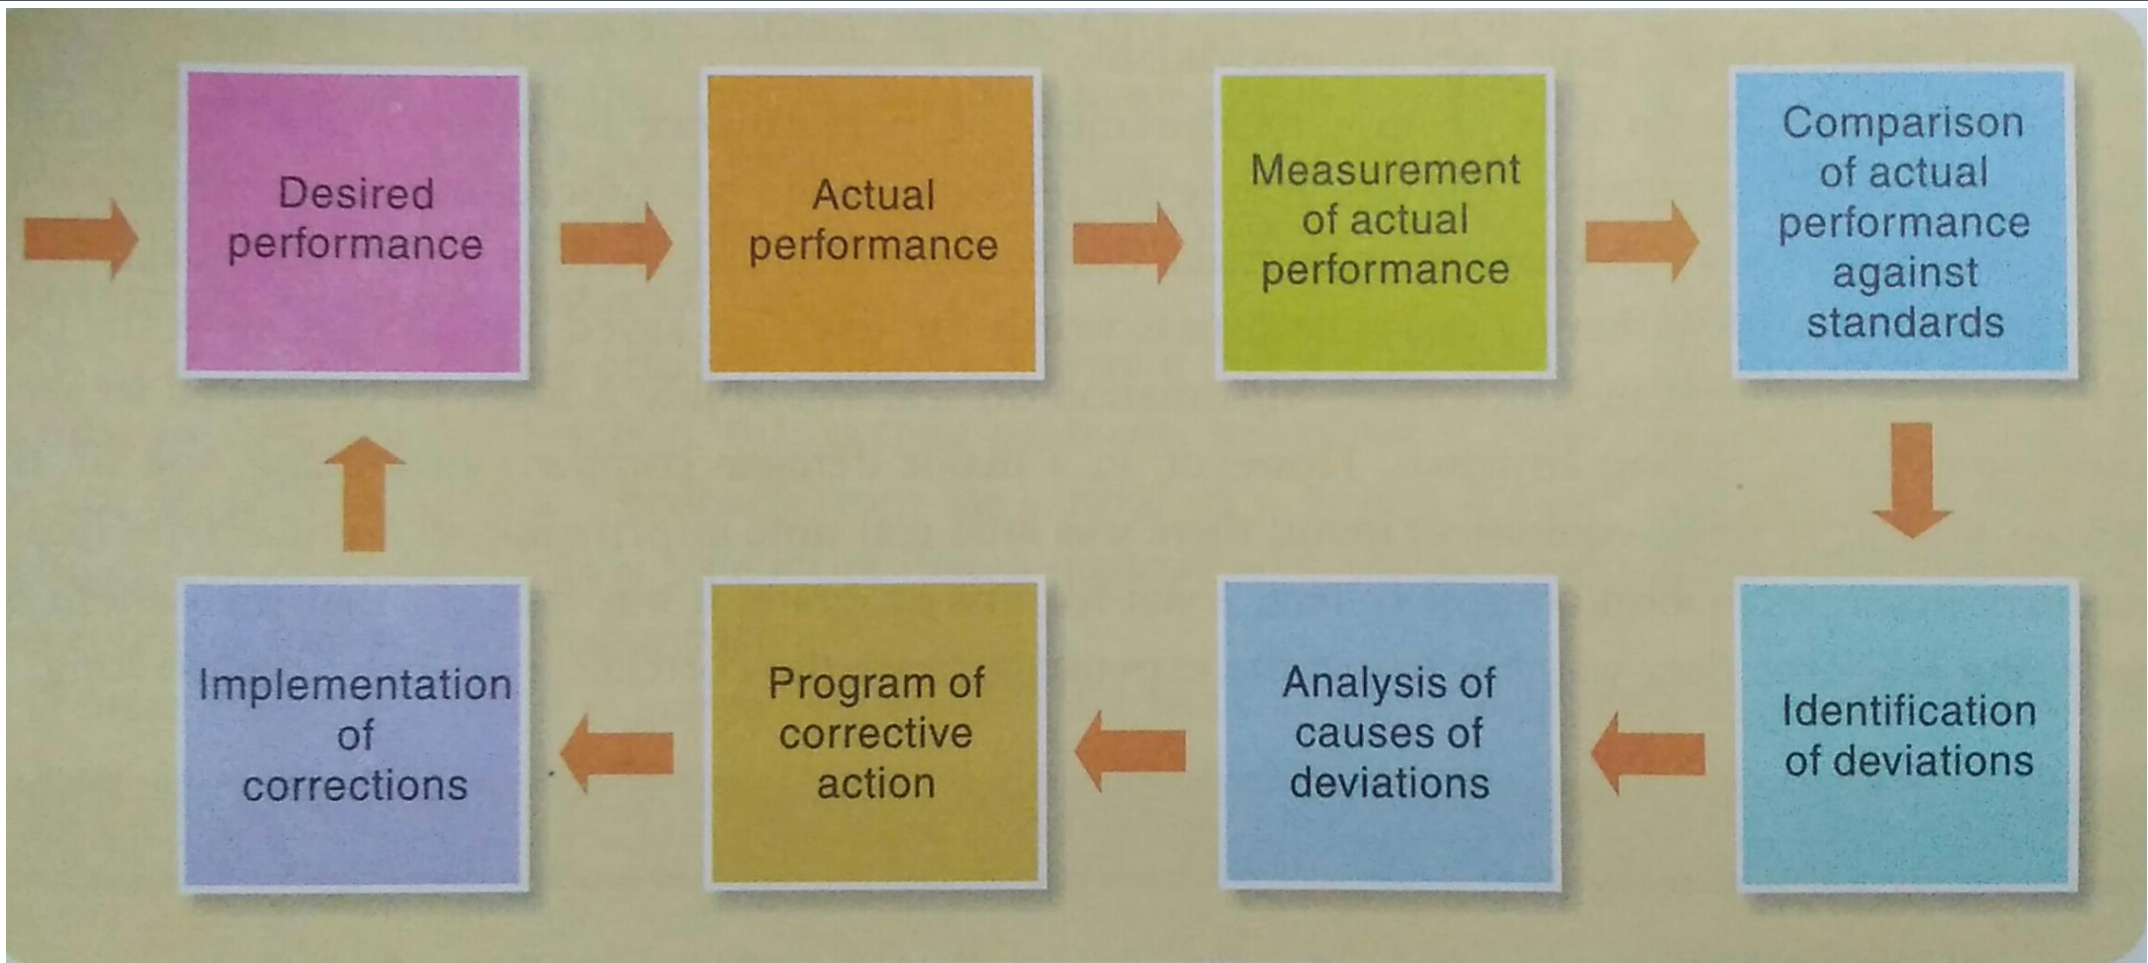 Desired
performance
Actual
performance
Measurement
of actual
performance
Comparison
of actual
performance
against
standards
Implementation
of
corrections
Program of
corrective
action
Analysis of
causes of
deviations
Identification
of deviations